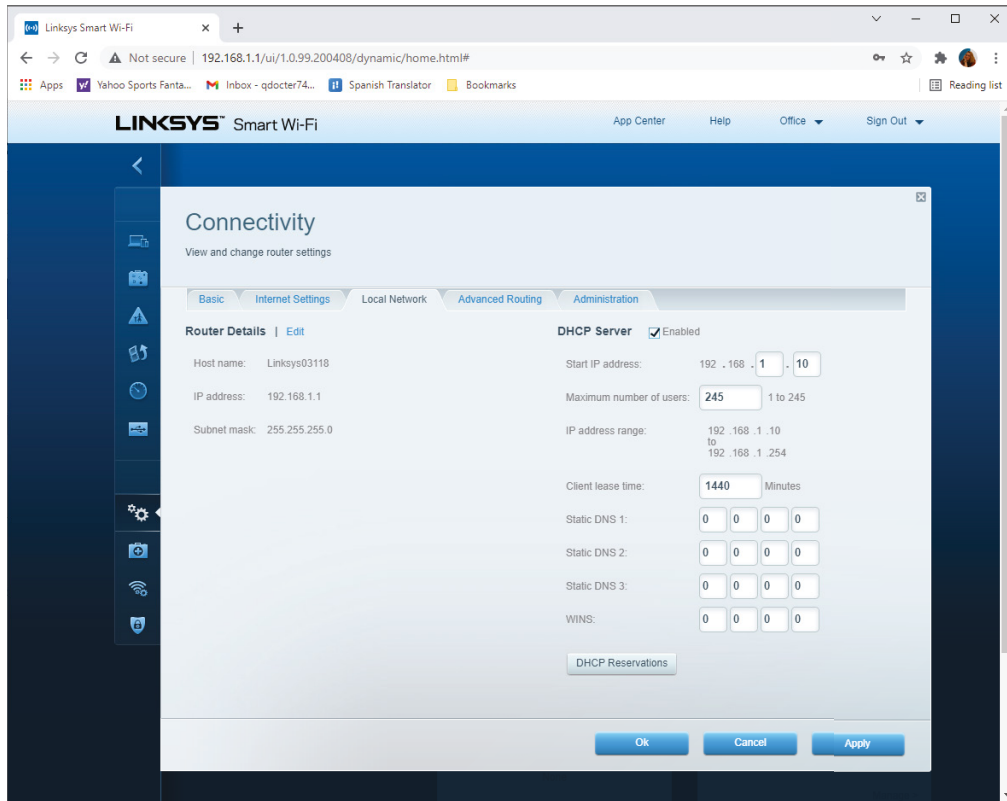 Linksys Smart Wi-Fi
Not secure | 192.168.1.1/ui/1.0.99.200408/dynamic/home.html#
Apps Yahoo Sports Fanta... Inbox - qdocter74... Spanish Translator Bookmarks Reading list
LINKSYS™ Smart Wi-Fi App Center Help Office Sign Out
Connectivity
View and change router settings
Basic Internet Settings Local Network Advanced Routing Administration
Router Details | Edit
Host name: Linksys03118
IP address: 192.168.1.1
Subnet mask: 255.255.255.0
DHCP Server Enabled
Start IP address: 192 . 168 . 1 . 10
Maximum number of users: 245 1 to 245
IP address range: 192 .168 .1 .10
to
192 .168 .1 .254
Client lease time: 1440 Minutes
Static DNS 1: 0 0 0 0
Static DNS 2: 0 0 0 0
Static DNS 3: 0 0 0 0
WINS: 0 0 0 0
DHCP Reservations
Ok Cancel Apply